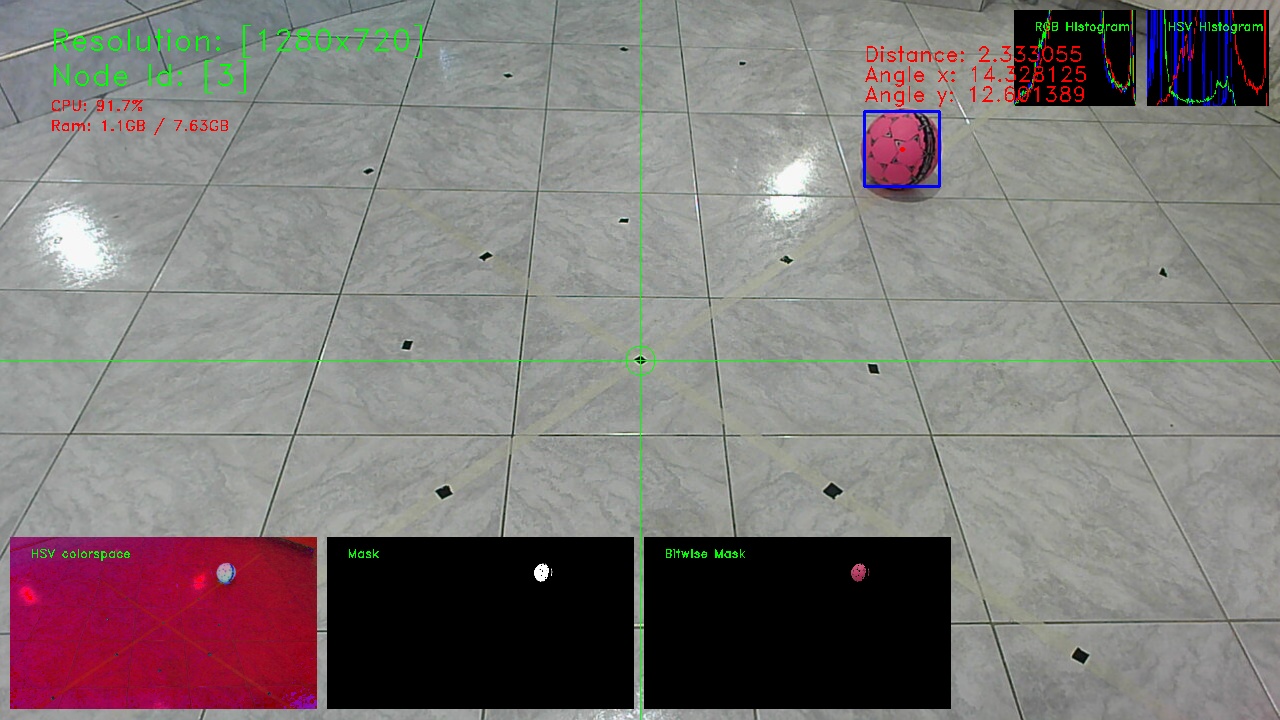 Resolution: [1280x720]
Node Id: [3]
CPU: 91.7%
Ram: 1.1GB / 7.63GB
Distance: 2.333055
Angle x: 14.328125
Angle y: 12.601389
RGB Histogram
HSV Histogram
HSV colorspace
Mask
Bitwise Mask